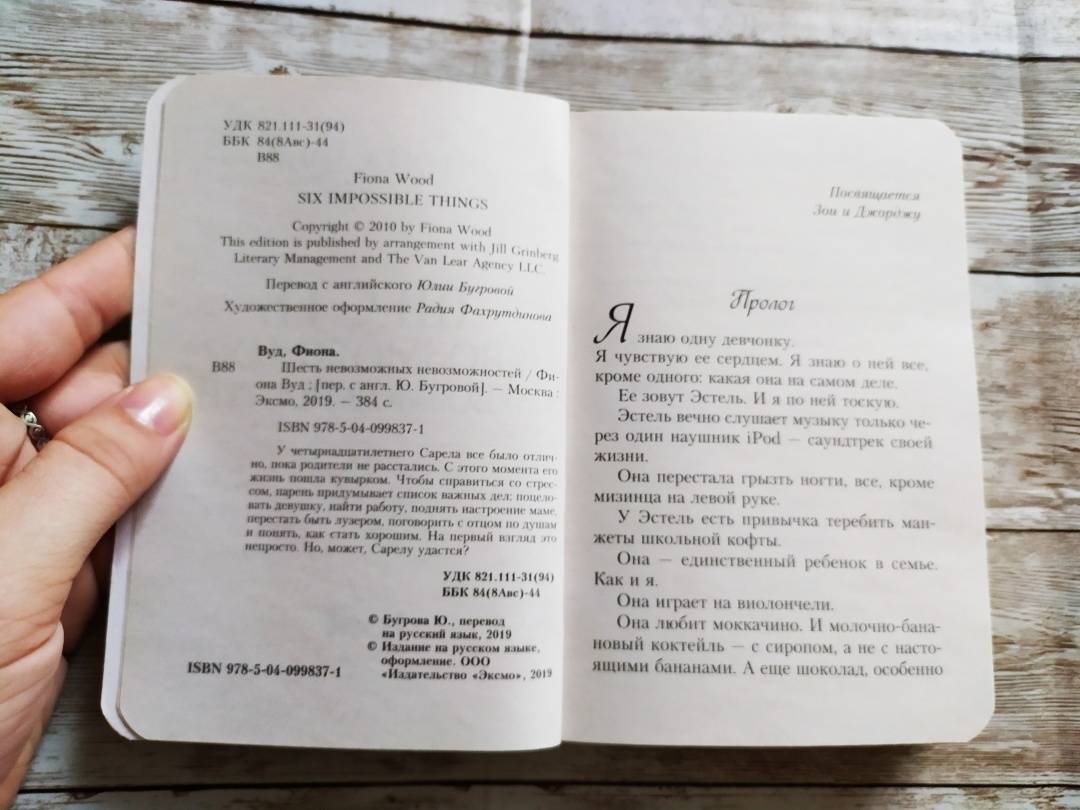 УДК 821.111-31(94)
ББК 84(8Авс)-44
В88
Fiona Wood
SIX IMPOSSIBLE THINGS
Copyright © 2010 by Fiona Wood
This edition is published by arrangement with Jill Grinberg
Literary Management and The Van Lear Agency LLC.
Перевод с английского Юлии Бугровой
Художественное оформление Радия Фахрутдинова
Вуд, Фиона.
В88 Шесть невозможных невозможностей / Фи-
она Вуд ; [пер. с англ. Ю. Бугровой]. — Москва :
Эксмо, 2019. — 384 с.
ISBN 978-5-04-099837-1
У четырнадцатилетнего Сарела все было отлич-
но, пока родители не расстались. С этого момента его
жизнь пошла кувырком. Чтобы справиться со стрес-
сом, парень придумывает список важных дел: поцело-
вать девушку, найти работу, поднять настроение маме,
перестать быть лузером, поговорить с отцом по душам
и понять, как стать хорошим. На первый взгляд это
непросто. Но, может, Сарелу удастся?
УДК 821.111-31(94)
ББК 84(8Авс)-44
© Бугрова Ю., перевод
на русский язык, 2019
© Издание на русском языке,
оформление. ООО
«Издательство «Эксмо», 2019
ISBN 978-5-04-099837-1
Посвящается
Зои и Джорджу
Пролог
Я знаю одну девчонку.
Я чувствую ее сердцем. Я знаю о ней все,
кроме одного: какая она на самом деле.
Ее зовут Эстель. И я по ней тоскую.
Эстель вечно слушает музыку только че-
рез один наушник iPod — саундтрек своей
жизни.
Она перестала грызть ногти, все, кроме
мизинца на левой руке.
У Эстель есть привычка теребить ман-
жеты школьной кофты.
Она — единственный ребенок в семье.
Как и я.
Она играет на виолончели.
Она любит моккачино. И молочно-бана-
новый коктейль — с сиропом, а не с насто-
ящими бананами. А еще шоколад, особенно